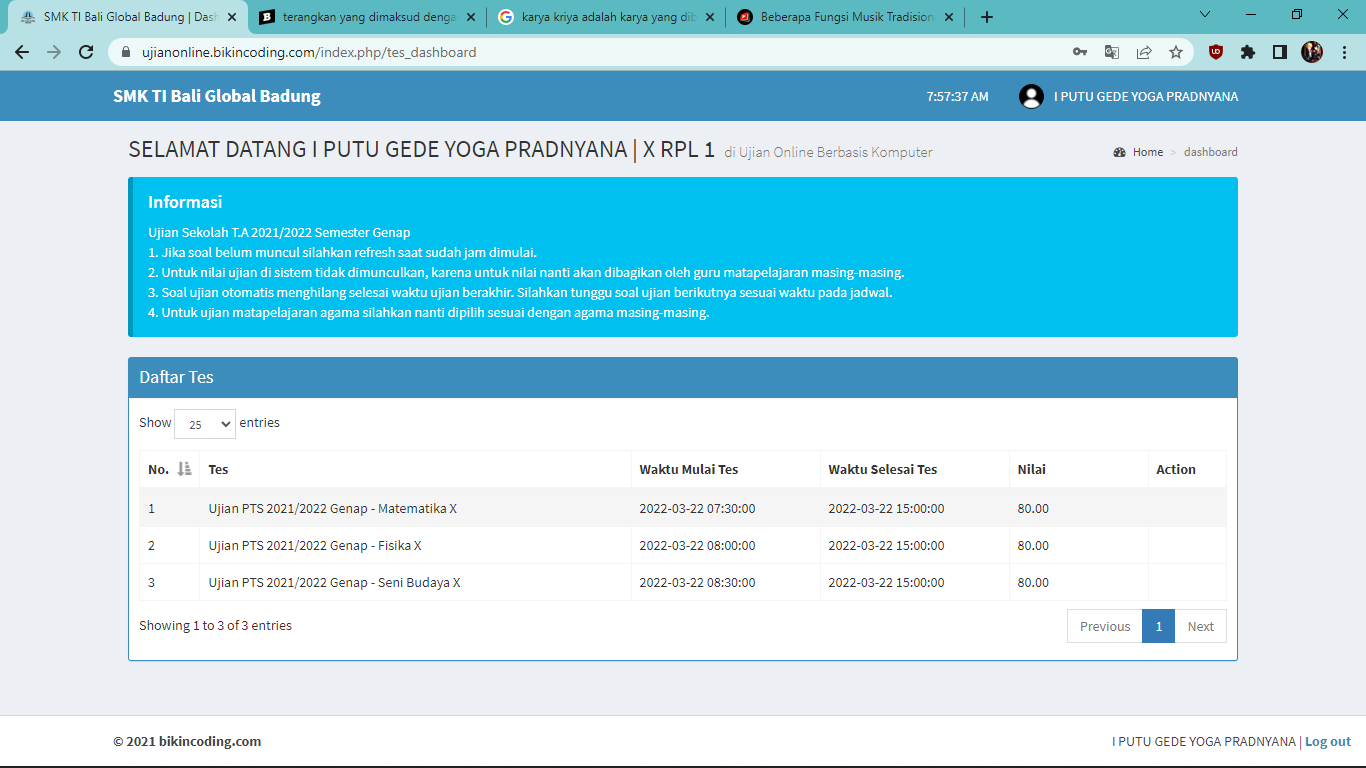 SMK TI Bali Global Badung | Dash
terangkan yang dimaksud denga
karya kriya adalah karya yang dib
Beberapa Fungsi Musik Tradision
ujianonline.bikincoding.com/index.php/tes_dashboard
SMK TI Bali Global Badung
7:57:37 AM
I PUTU GEDE YOGA PRADNYANA
SELAMAT DATANG I PUTU GEDE YOGA PRADNYANA | X RPL 1 di Ujian Online Berbasis Komputer
Home > dashboard
Informasi
Ujian Sekolah T.A 2021/2022 Semester Genap
1. Jika soal belum muncul silahkan refresh saat sudah jam dimulai.
2. Untuk nilai ujian di sistem tidak dimunculkan, karena untuk nilai nanti akan dibagikan oleh guru matapelajaran masing-masing.
3. Soal ujian otomatis menghilang selesai waktu ujian berakhir. Silahkan tunggu soal ujian berikutnya sesuai waktu pada jadwal.
4. Untuk ujian matapelajaran agama silahkan nanti dipilih sesuai dengan agama masing-masing.
Daftar Tes
Show 25 entries
No. Tes Waktu Mulai Tes Waktu Selesai Tes Nilai Action
1 Ujian PTS 2021/2022 Genap - Matematika X 2022-03-22 07:30:00 2022-03-22 15:00:00 80.00
2 Ujian PTS 2021/2022 Genap - Fisika X 2022-03-22 08:00:00 2022-03-22 15:00:00 80.00
3 Ujian PTS 2021/2022 Genap - Seni Budaya X 2022-03-22 08:30:00 2022-03-22 15:00:00 80.00
Showing 1 to 3 of 3 entries
Previous 1 Next
© 2021 bikincoding.com
I PUTU GEDE YOGA PRADNYANA | Log out